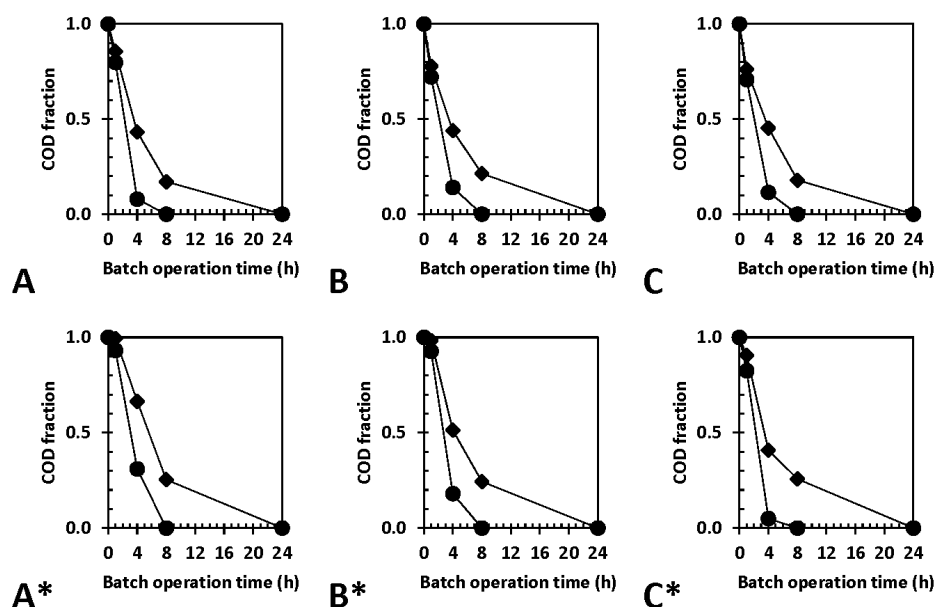 1.0 1.0 1.0
COD fraction COD fraction COD fraction
0.5 0.5 0.5
0.0 0.0 0.0
0 4 8 12 16 20 24 0 4 8 12 16 20 24 0 4 8 12 16 20 24
Batch operation time (h) Batch operation time (h) Batch operation time (h)
A B C
1.0 1.0 1.0
COD fraction COD fraction COD fraction
0.5 0.5 0.5
0.0 0.0 0.0
0 4 8 12 16 20 24 0 4 8 12 16 20 24 0 4 8 12 16 20 24
Batch operation time (h) Batch operation time (h) Batch operation time (h)
A* B* C*